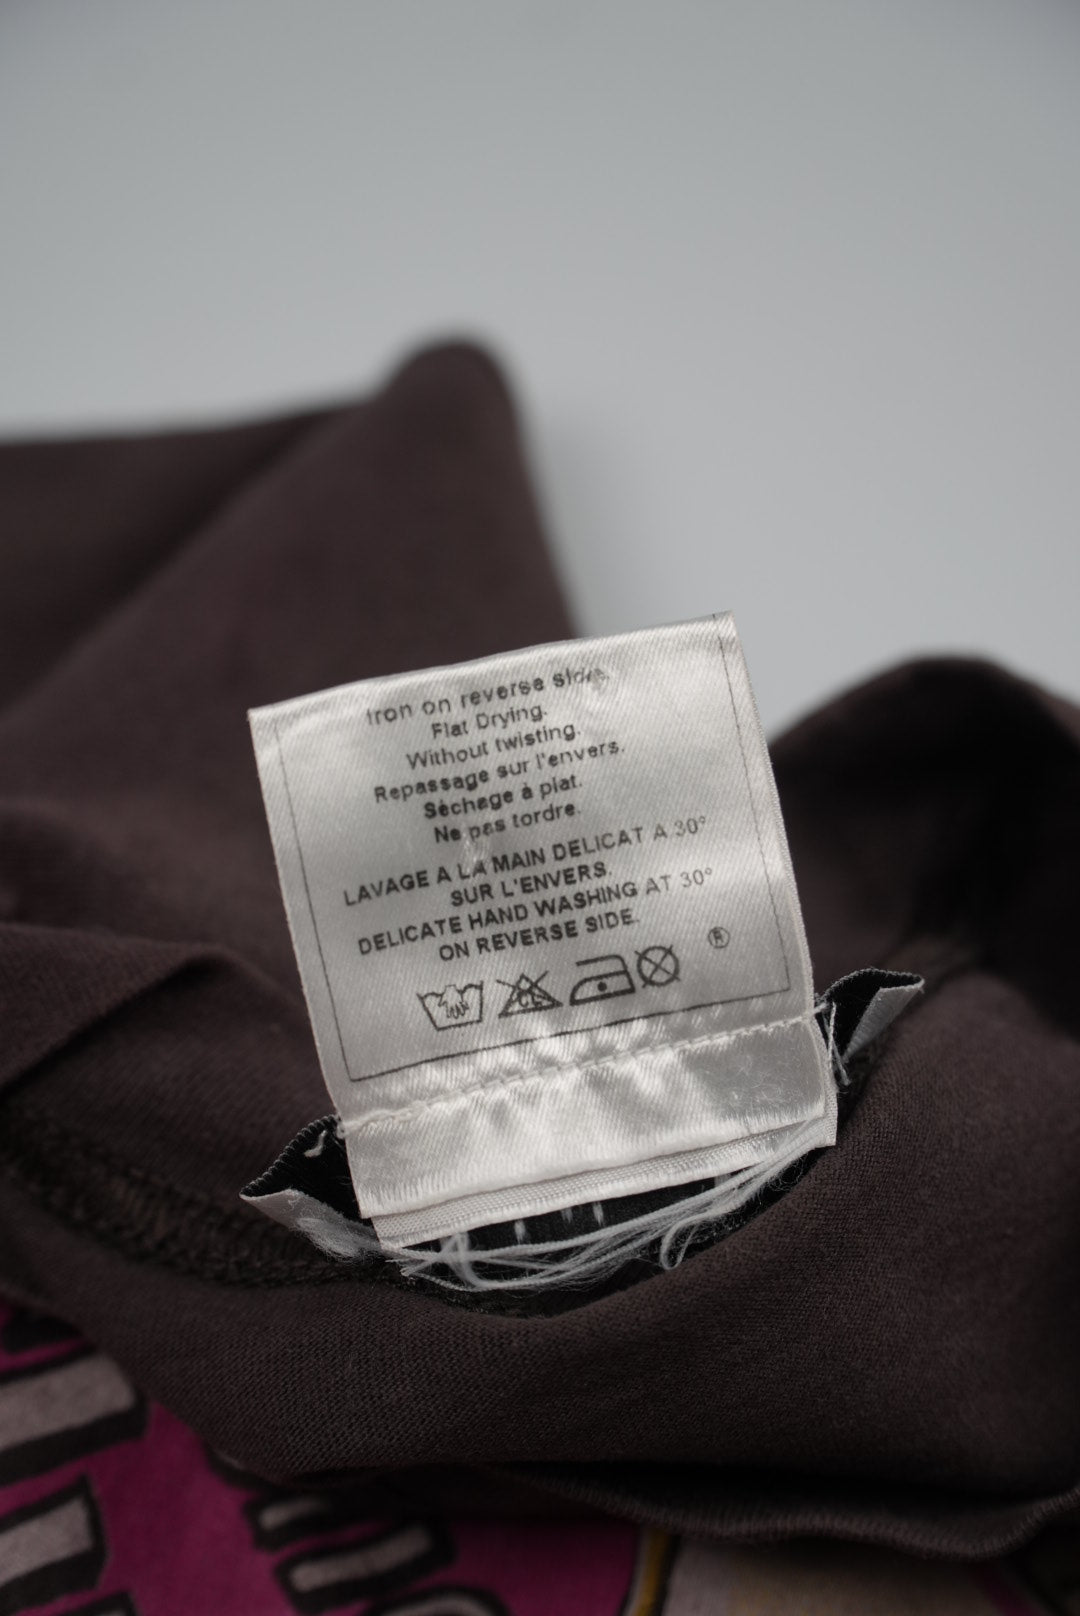 Iron on reverse side.
Flat Drying.
Without twisting.
Repassage sur l'envers.
Séchage à plat.
Ne pas tordre.
LAVAGE A LA MAIN DELICAT A 30°
SUR L'ENVERS.
DELICATE HAND WASHING AT 30°
ON REVERSE SIDE.
CL ®